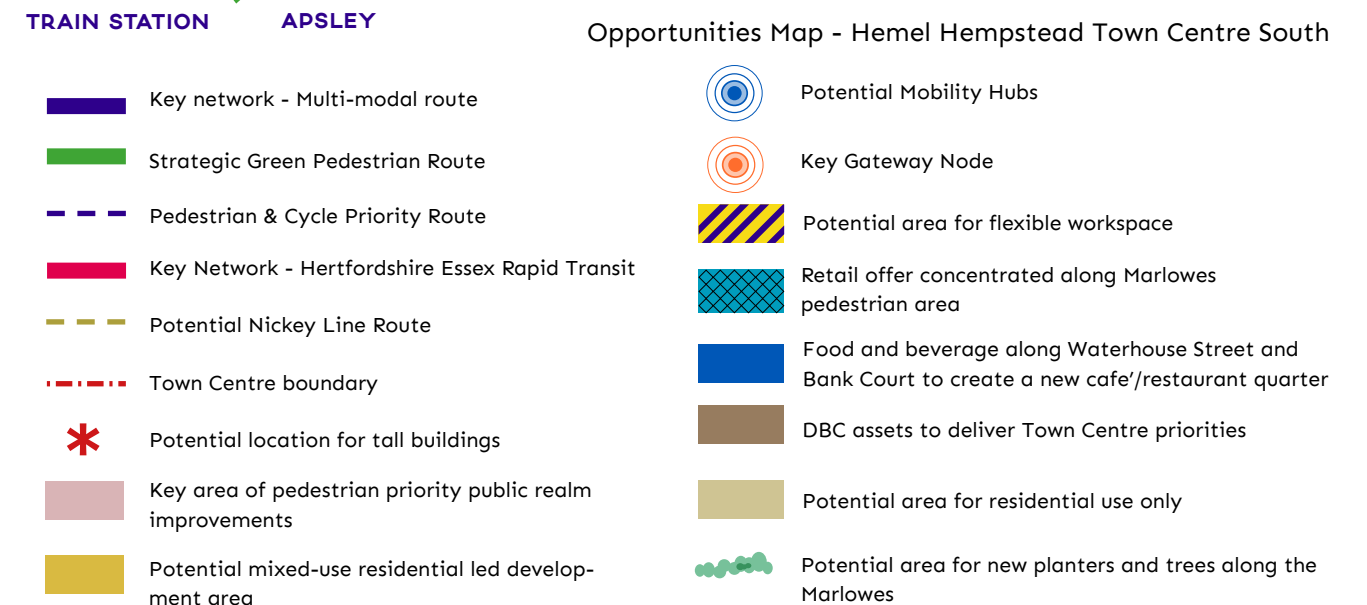 TRAIN STATION
APSLEY
Opportunities Map - Hemel Hempstead Town Centre South
Key network - Multi-modal route
Strategic Green Pedestrian Route
Pedestrian & Cycle Priority Route
Key Network - Hertfordshire Essex Rapid Transit
Potential Nickey Line Route
Town Centre boundary
Potential location for tall buildings
Key area of pedestrian priority public realm
improvements
Potential mixed-use residential led develop-
ment area
Potential Mobility Hubs
Key Gateway Node
Potential area for flexible workspace
Retail offer concentrated along Marlowes
pedestrian area
Food and beverage along Waterhouse Street and
Bank Court to create a new cafe’/restaurant quarter
DBC assets to deliver Town Centre priorities
Potential area for residential use only
Potential area for new planters and trees along the
Marlowes